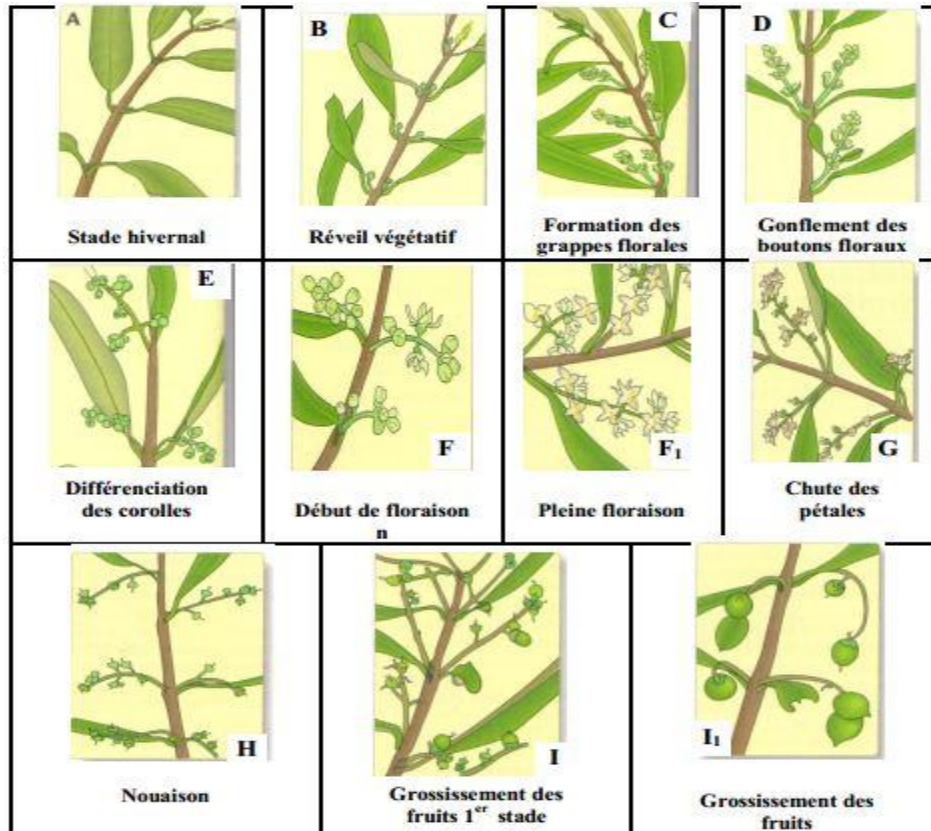 A
B
C
D
Stade hivernal
Réveil végétatif
Formation des
grappes florales
Gonflement des
boutons floraux
E
F
F₁
G
Différenciation
des corolles
Début de floraison
n
Pleine floraison
Chute des
pétales
H
I
I₁
Nouaison
Grossissement des
fruits 1er stade
Grossissement des
fruits